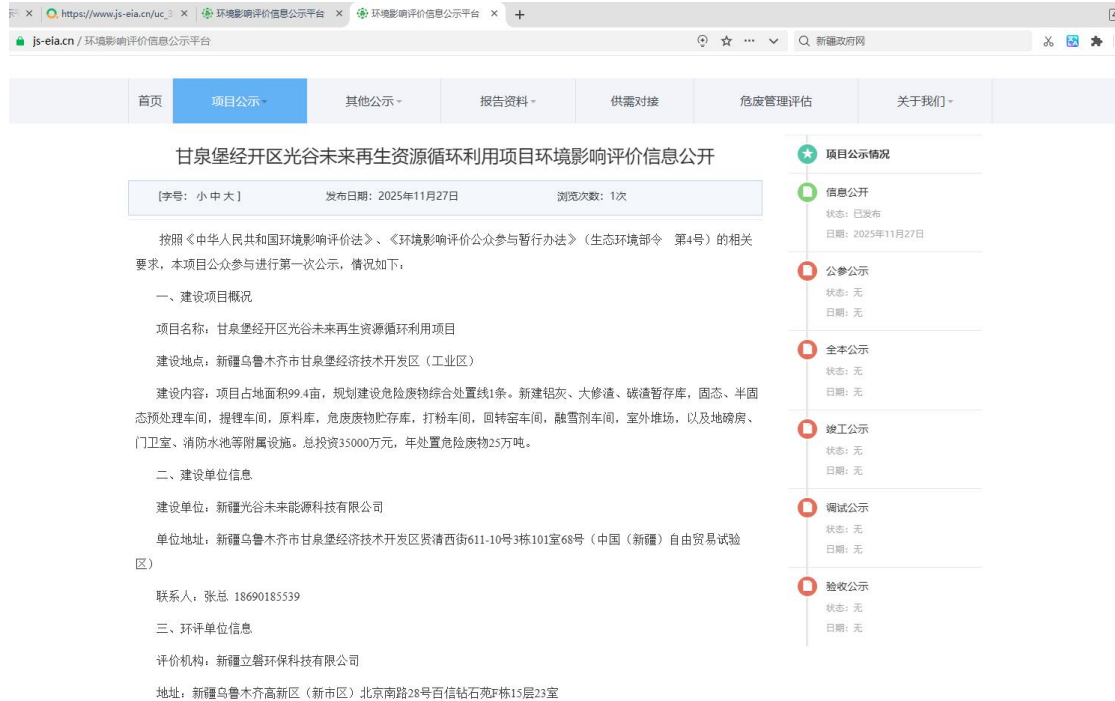 https://www.js-eia.cn/uc_3
环境影响评价信息公示平台
环境影响评价信息公示平台
js-eia.cn / 环境影响评价信息公示平台
新疆政府网
首页 项目公示 其他公示 报告资料 供需对接 危废管理评估 关于我们
甘泉堡经开区光谷未来再生资源循环利用项目环境影响评价信息公开
[字号: 小 中 大 ] 发布日期: 2025年11月27日 浏览次数: 1次
按照《中华人民共和国环境影响评价法》、《环境影响评价公众参与暂行办法》（生态环境部令 第4号）的相关
要求，本项目公众参与进行第一次公示，情况如下：
一、建设项目概况
项目名称：甘泉堡经开区光谷未来再生资源循环利用项目
建设地点：新疆乌鲁木齐市甘泉堡经济技术开发区（工业区）
建设内容：项目占地面积99.4亩，规划建设危险废物综合处置线1条。新建铝灰、大修渣、碳渣暂存库，固态、半固
态预处理车间，提锂车间，原料库，危废废物贮存库，打粉车间，回转窑车间，融雪剂车间，室外堆场，以及地磅房、
门卫室、消防水池等附属设施。总投资35000万元，年处置危险废物25万吨。
二、建设单位信息
建设单位：新疆光谷未来能源科技有限公司
单位地址：新疆乌鲁木齐市甘泉堡经济技术开发区贤清西街611-10号3栋101室68号（中国（新疆）自由贸易试验
区）
联系人：张总 18690185539
三、环评单位信息
评价机构：新疆立磐环保科技有限公司
地址：新疆乌鲁木齐高新区（新市区）北京南路28号百信钻石苑F栋15层23室
项目公示情况
信息公开
状态: 已发布
日期: 2025年11月27日
公参公示
状态: 无
日期: 无
全本公示
状态: 无
日期: 无
竣工公示
状态: 无
日期: 无
调试公示
状态: 无
日期: 无
验收公示
状态: 无
日期: 无